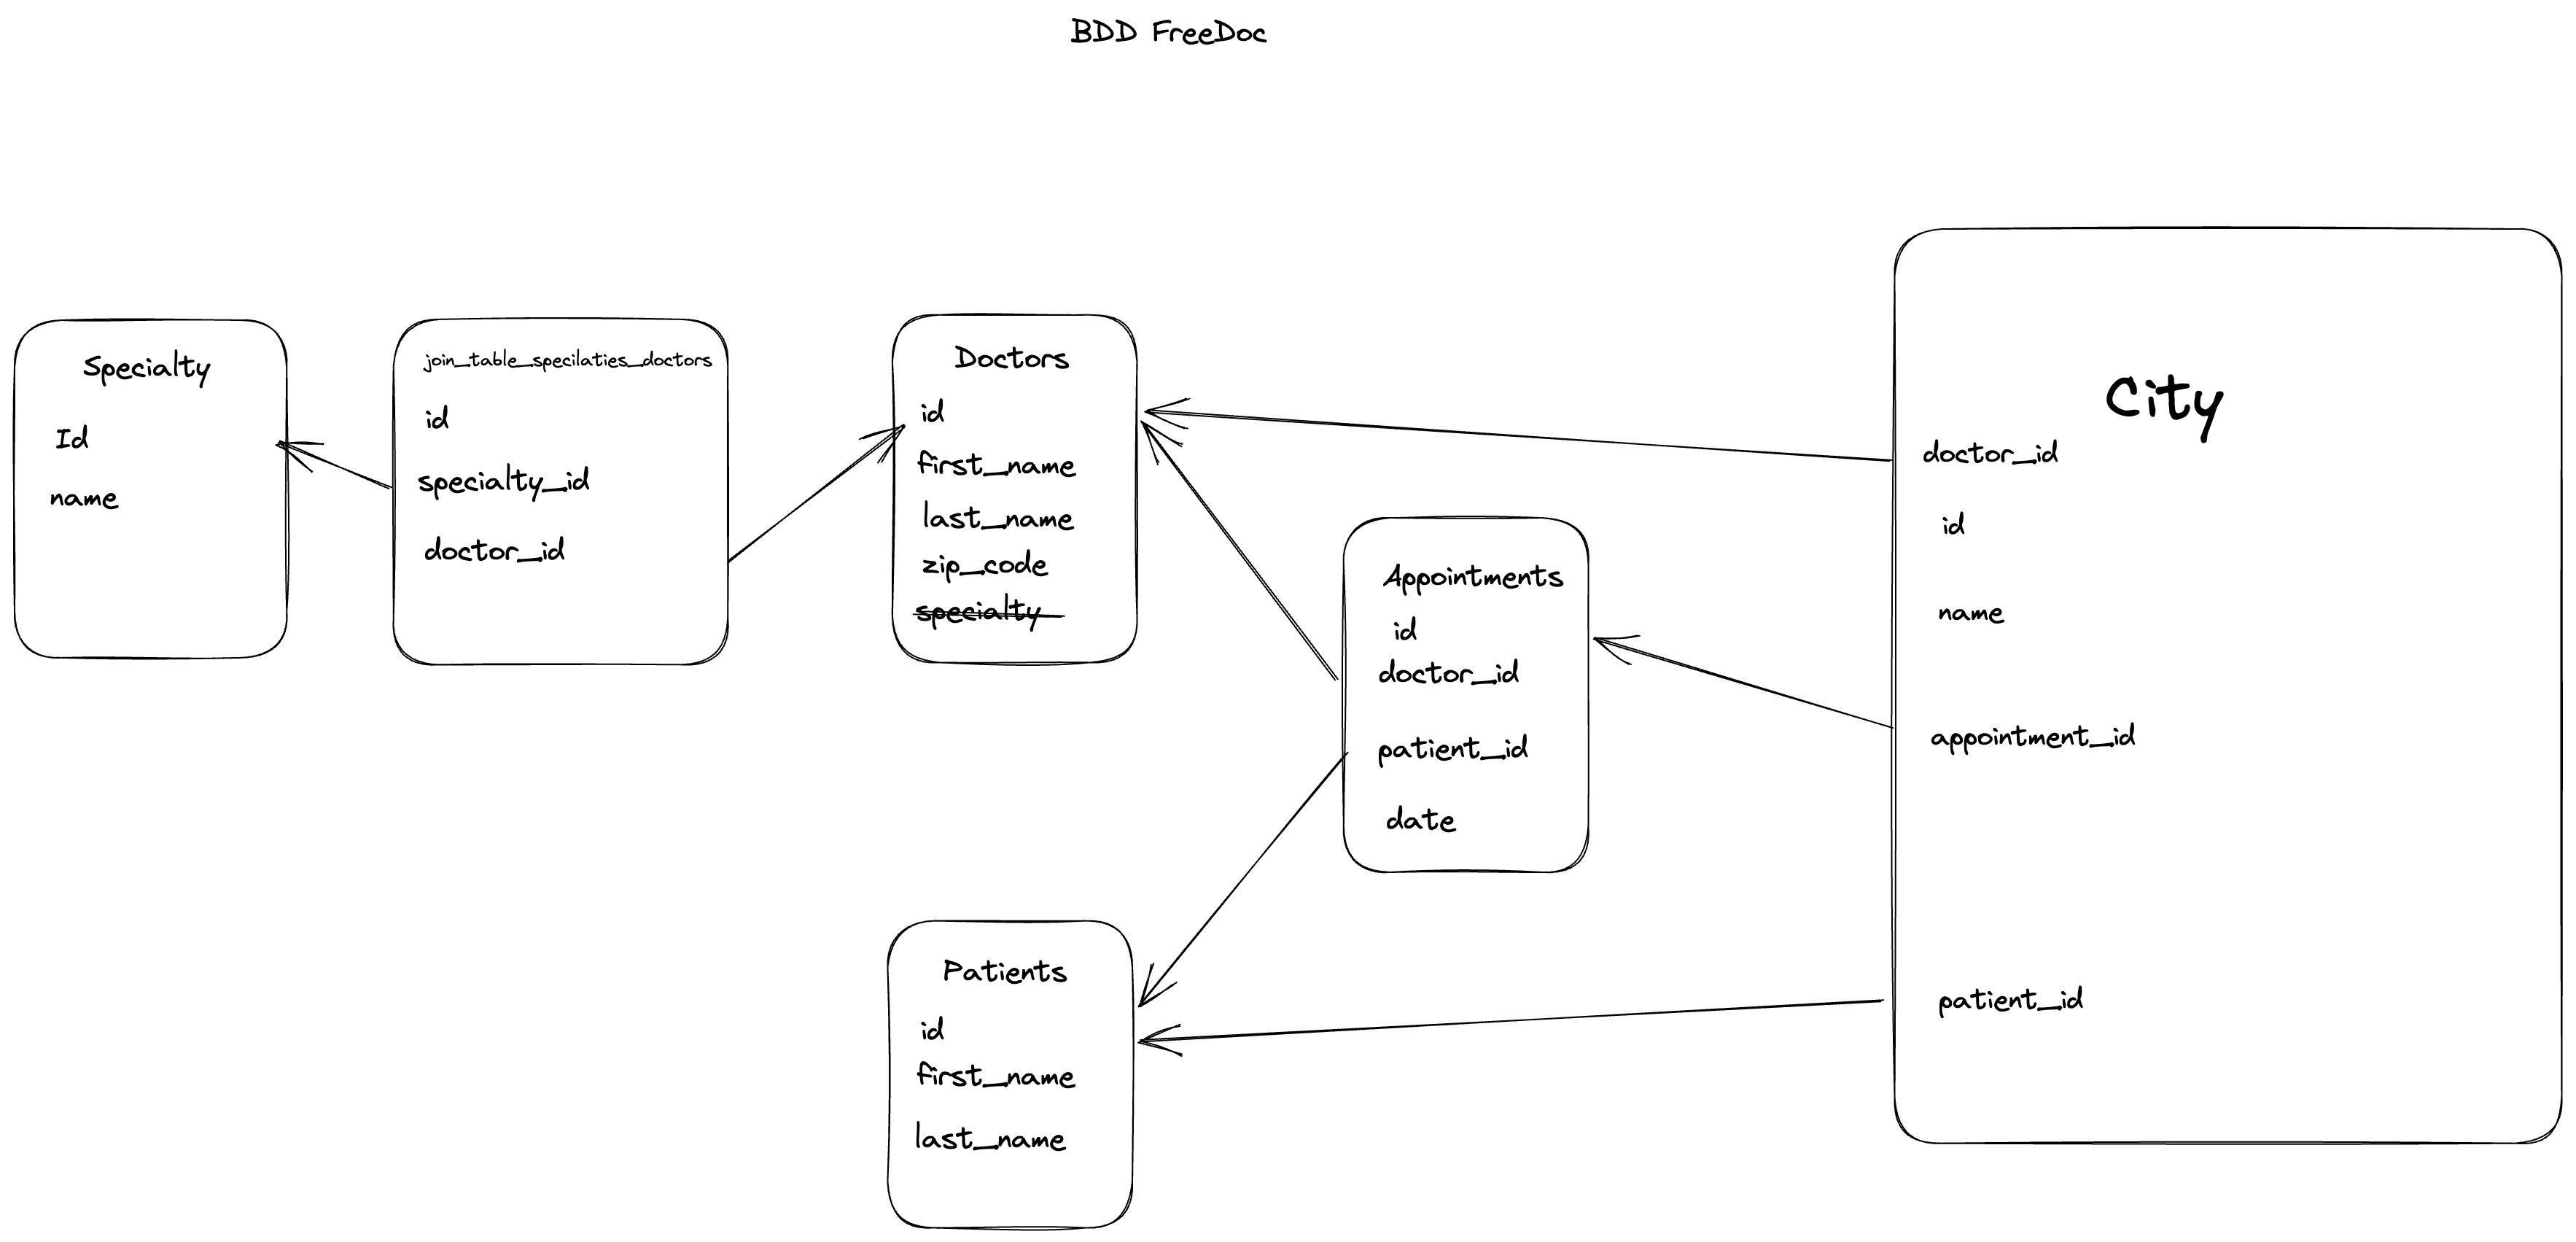 BDD FreeDoc
Specialty
Id
name
join_table_specilaties_doctors
id
specialty_id
doctor_id
Doctors
id
first_name
last_name
zip_code
specialty
Appointments
id
doctor_id
patient_id
date
Patients
id
first_name
last_name
City
doctor_id
id
name
appointment_id
patient_id